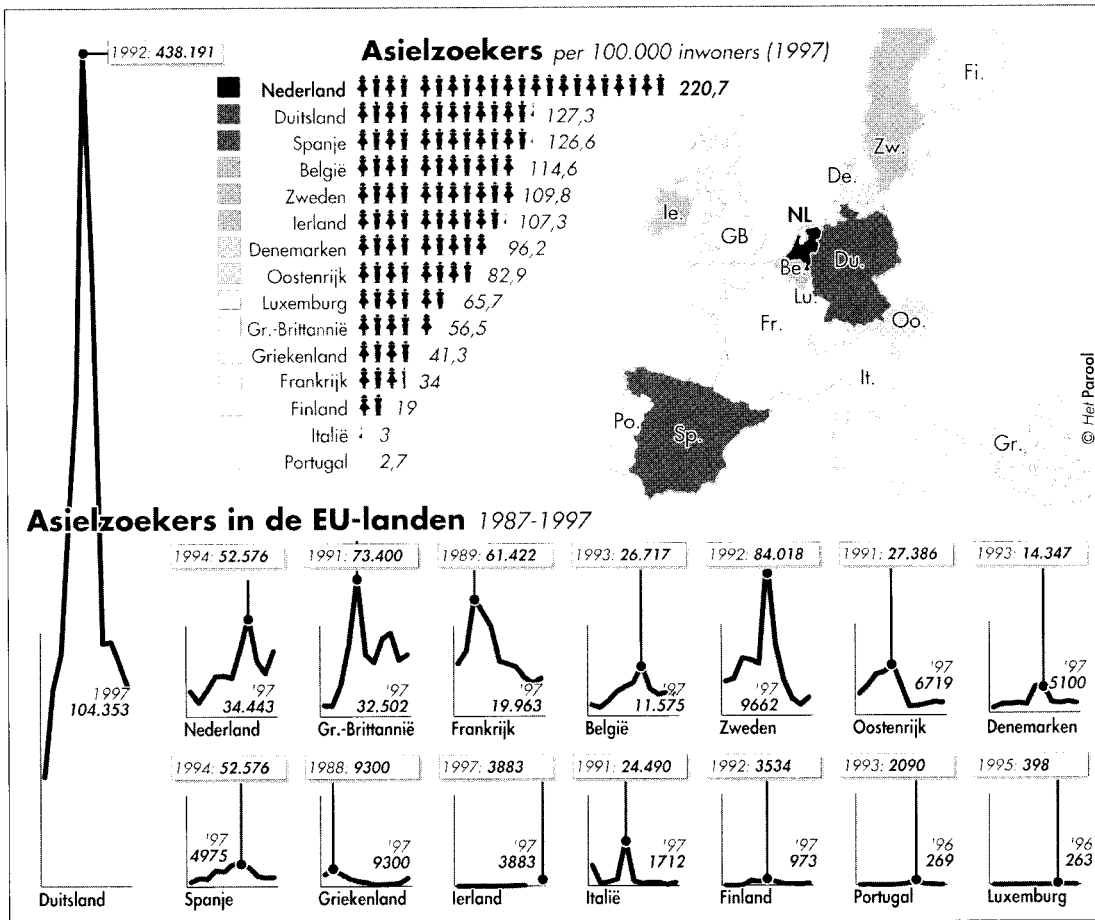 1992: 438.191
Asielzoekers per 100.000 inwoners (1997)
Nederland 220,7
Duitsland 127,3
Spanje 126,6
België 114,6
Zweden 109,8
Ierland 107,3
Denemarken 96,2
Oostenrijk 82,9
Luxemburg 65,7
Gr.-Brittannië 56,5
Griekenland 41,3
Frankrijk 34
Finland 19
Italië 3
Portugal 2,7
Fi.
Zw.
De.
Ie.
NL
GB
Be.
Du.
Lu.
Fr.
Oo.
It.
Po.
Sp.
Gr.
© Het Parool
Asielzoekers in de EU-landen 1987-1997
1994: 52.576
1991: 73.400
1989: 61.422
1993: 26.717
1992: 84.018
1991: 27.386
1993: 14.347
1997
104.353
'97
34.443
'97
32.502
'97
19.963
'97
11.575
'97
9662
'97
6719
'97
5100
Nederland
Gr.-Brittannië
Frankrijk
België
Zweden
Oostenrijk
Denemarken
1994: 52.576
1988: 9300
1997: 3883
1991: 24.490
1992: 3534
1993: 2090
1995: 398
'97
4975
'97
9300
'97
3883
'97
1712
'97
973
'96
269
'96
263
Duitsland
Spanje
Griekenland
Ierland
Italië
Finland
Portugal
Luxemburg